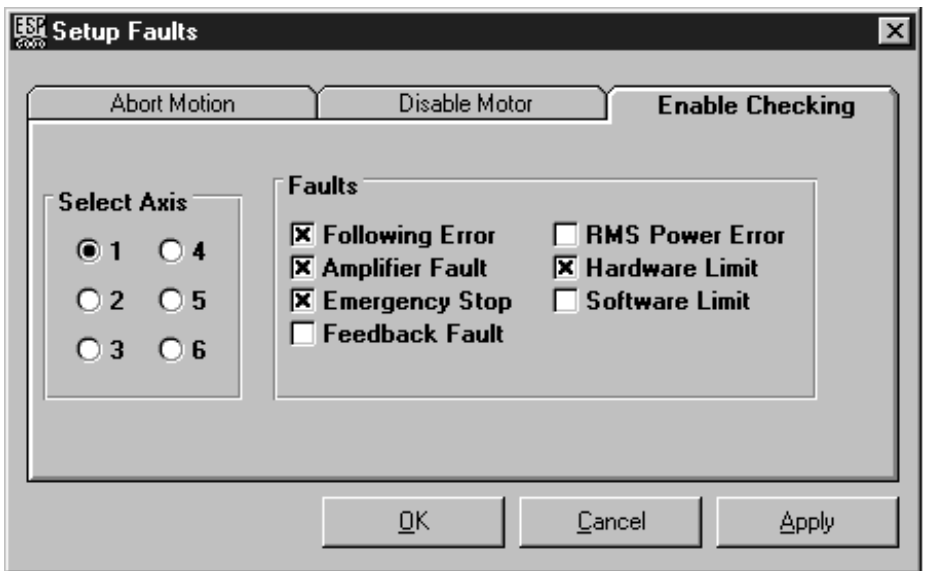 ESP
6000
Setup Faults
Abort Motion
Disable Motor
Enable Checking
Select Axis
1
4
2
5
3
6
Faults
Following Error
RMS Power Error
Amplifier Fault
Hardware Limit
Emergency Stop
Software Limit
Feedback Fault
OK
Cancel
Apply